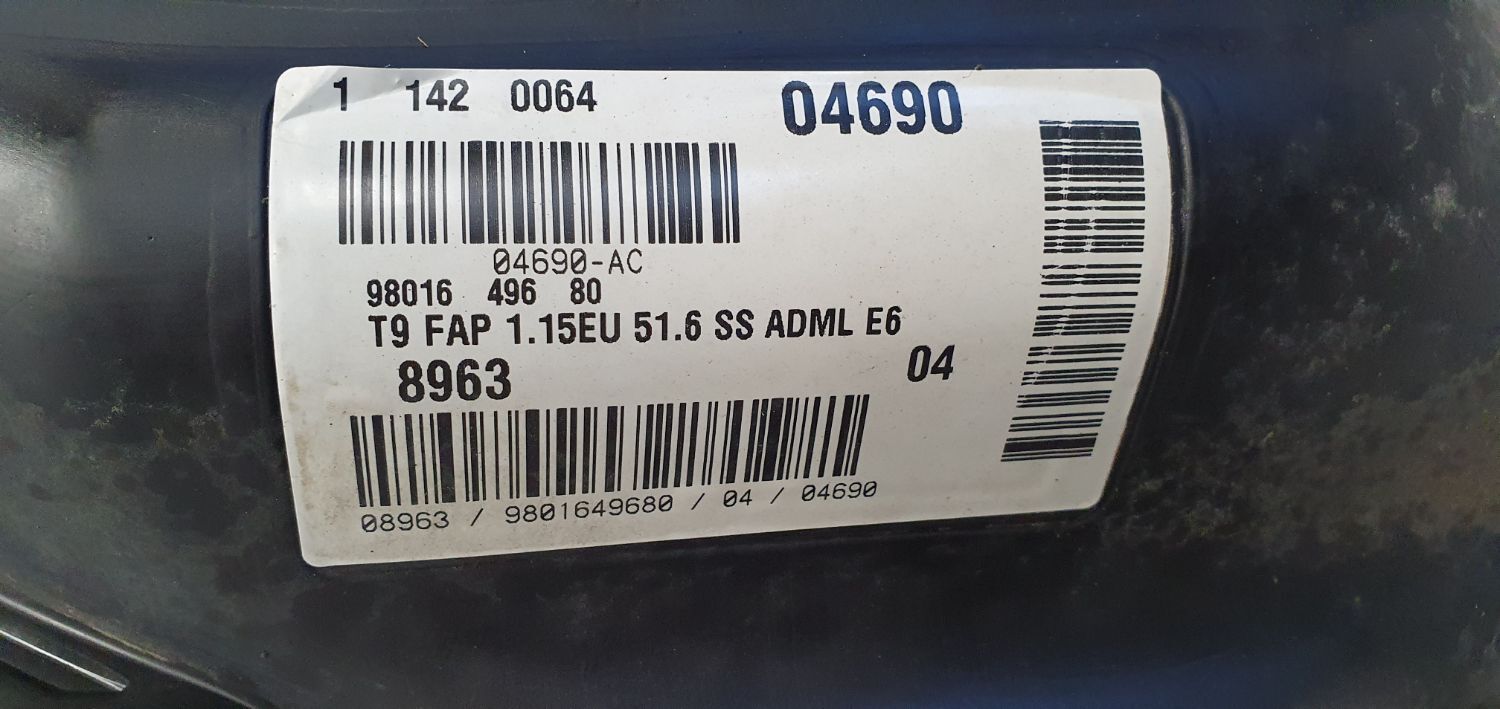 1 142 0064 04690
04690-AC
98016 496 80
T9 FAP 1.15EU 51.6 SS ADML E6
8963 04
08963 / 9801649680 / 04 / 04690